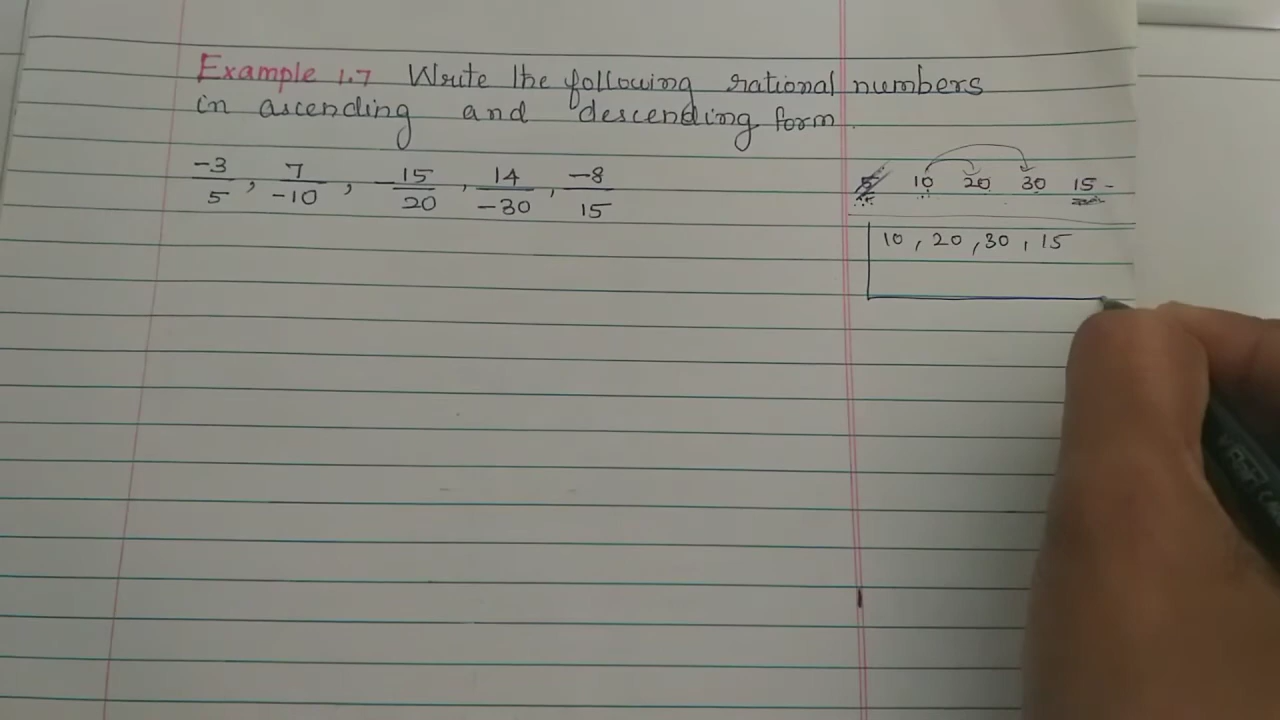 Example 1.7 Write the following rational numbers
in ascending and descending form.
-3/5, 7/-10, -15/20, 14/-30, -8/15
5 10 20 30 15 -
10, 20, 30, 15